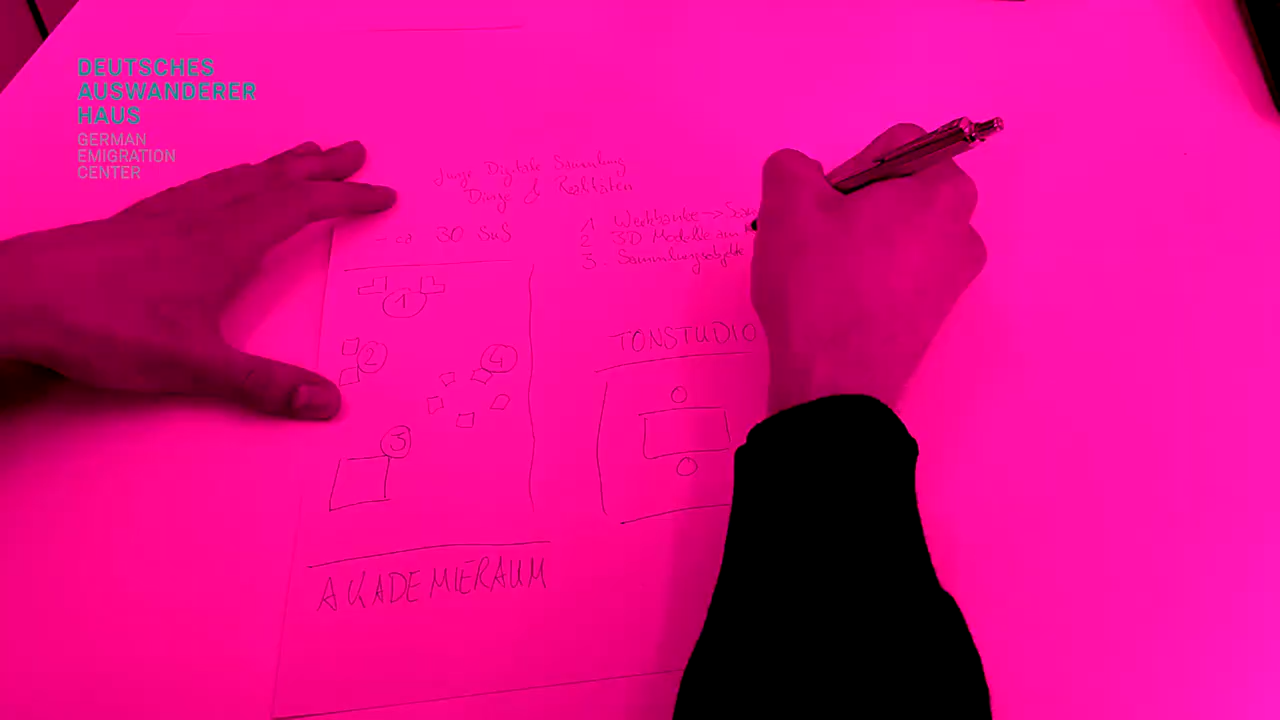 DEUTSCHES
AUSWANDERER
HAUS
GERMAN
EMIGRATION
CENTER
Junge Digitale Sammlung
Dinge & Realitäten
- ca 30 SuS
1 Werkbänke ->
2 3D Modelle am
3. Sammlungsobjekte
1
2
4
3
TONSTUDIO
AKADEMIERAUM